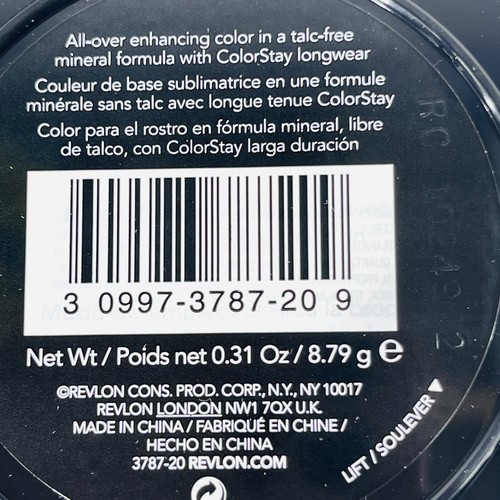 All-over enhancing color in a talc-free
mineral formula with ColorStay longwear
Couleur de base sublimatrice en une formule
minérale sans talc avec longue tenue ColorStay
Color para el rostro en fórmula mineral, libre
de talco, con ColorStay larga duración
3 0997-3787-20 9
Net Wt / Poids net 0.31 Oz / 8.79 g e
©REVLON CONS. PROD. CORP., N.Y., NY 10017
REVLON LONDON NW1 7QX U.K.
MADE IN CHINA / FABRIQUÉ EN CHINE /
HECHO EN CHINA
3787-20 REVLON.COM
LIFT / SOULEVER